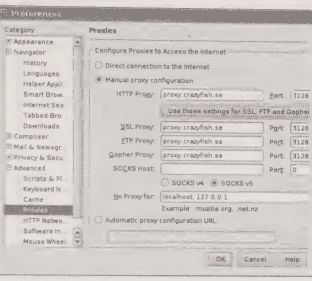 Preferences
Category
Proxies
Appearance
Navigator
History
Languages
Helper Appli...
Smart Brow...
Internet Sea...
Tabbed Bro...
Downloads
Composer
Mail & Newsgr...
Privacy & Secu...
Advanced
Scripts & Pl...
Keyboard N...
Cache
Proxies
HTTP Netwo...
Software In...
Mouse Wheel
Configure Proxies to Access the Internet
Direct connection to the Internet
Manual proxy configuration
HTTP Proxy: proxy.crazyfish.se Port: 3128
Use these settings for SSL, FTP and Gopher
SSL Proxy: proxy.crazyfish.se Port: 3128
FTP Proxy: proxy.crazyfish.se Port: 3128
Gopher Proxy: proxy.crazyfish.se Port: 3128
SOCKS Host: Port: 0
SOCKS v4 SOCKS v5
No Proxy for: localhost, 127.0.0.1
Example: .mozilla.org, .net.nz
Automatic proxy configuration URL:
OK Cancel Help